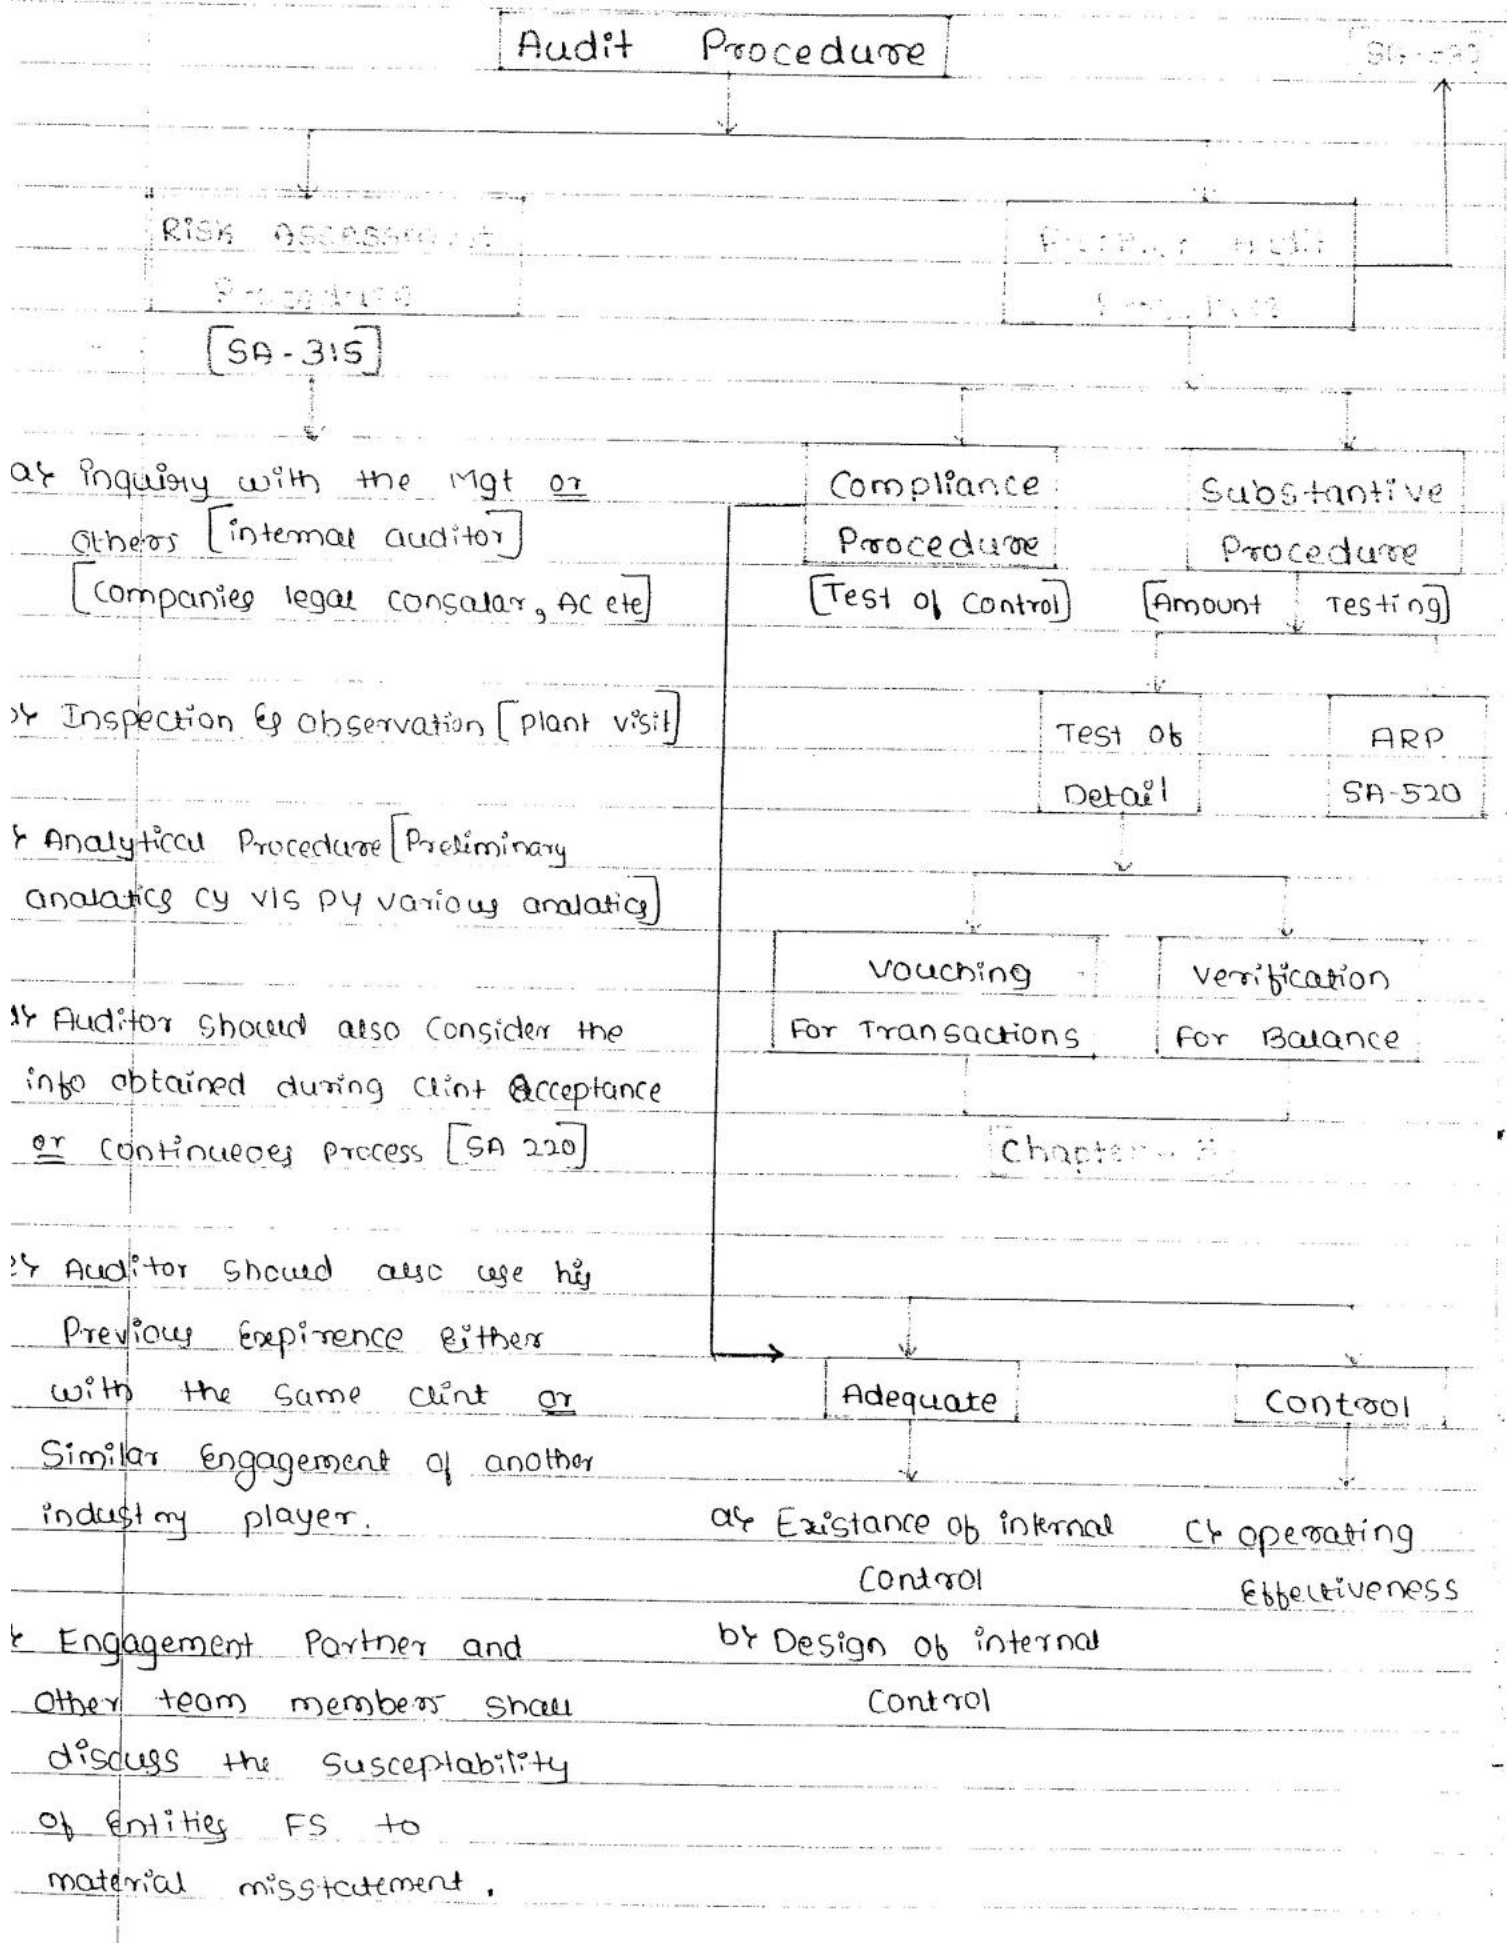 Audit Procedure
Risk Assessment
Procedure
[SA-315]
a) inquiry with the Mgt or
others [internal auditor]
[Companies legal consalar, AC etc]
b) Inspection & observation [plant visit]
Analytical Procedure [Preliminary
analatics cy v/s py various analatics]
d) Auditor should also consider the
info obtained during clint Acceptance
or continueoes process [SA 220]
e) Auditor should also use his
Previous Expirence either
with the same clint or
Similar Engagement of another
industry player.
Engagement Partner and
other team members shall
discuss the susceptability
of Entities FS to
material misstatement.
Audit
Compliance
Procedure
[Test of Control]
Substantive
Procedure
[Amount Testing]
Test of
Detail
ARP
SA-520
Vouching
For Transactions
Verification
For Balance
Chapter
Adequate
Control
a) Existance of internal
Control
b) Design of internal
Control
c) operating
Effectiveness